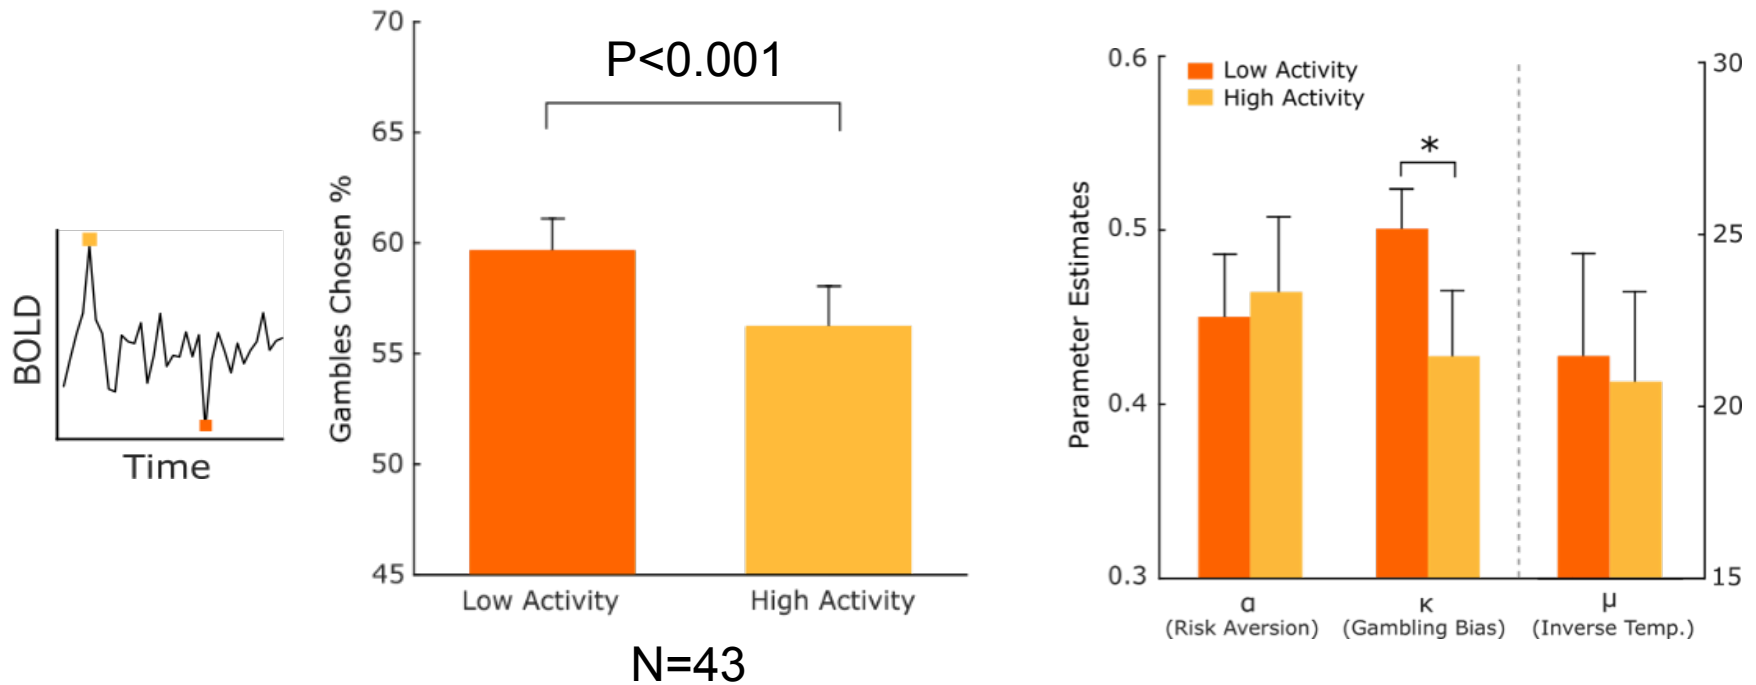 BOLD
Time
Gambles Chosen %
70
65
60
55
50
45
P<0.001
Low Activity
High Activity
N=43
Parameter Estimates
0.6
0.5
0.4
0.3
Low Activity
High Activity
*
30
25
20
15
α
(Risk Aversion)
κ
(Gambling Bias)
μ
(Inverse Temp.)